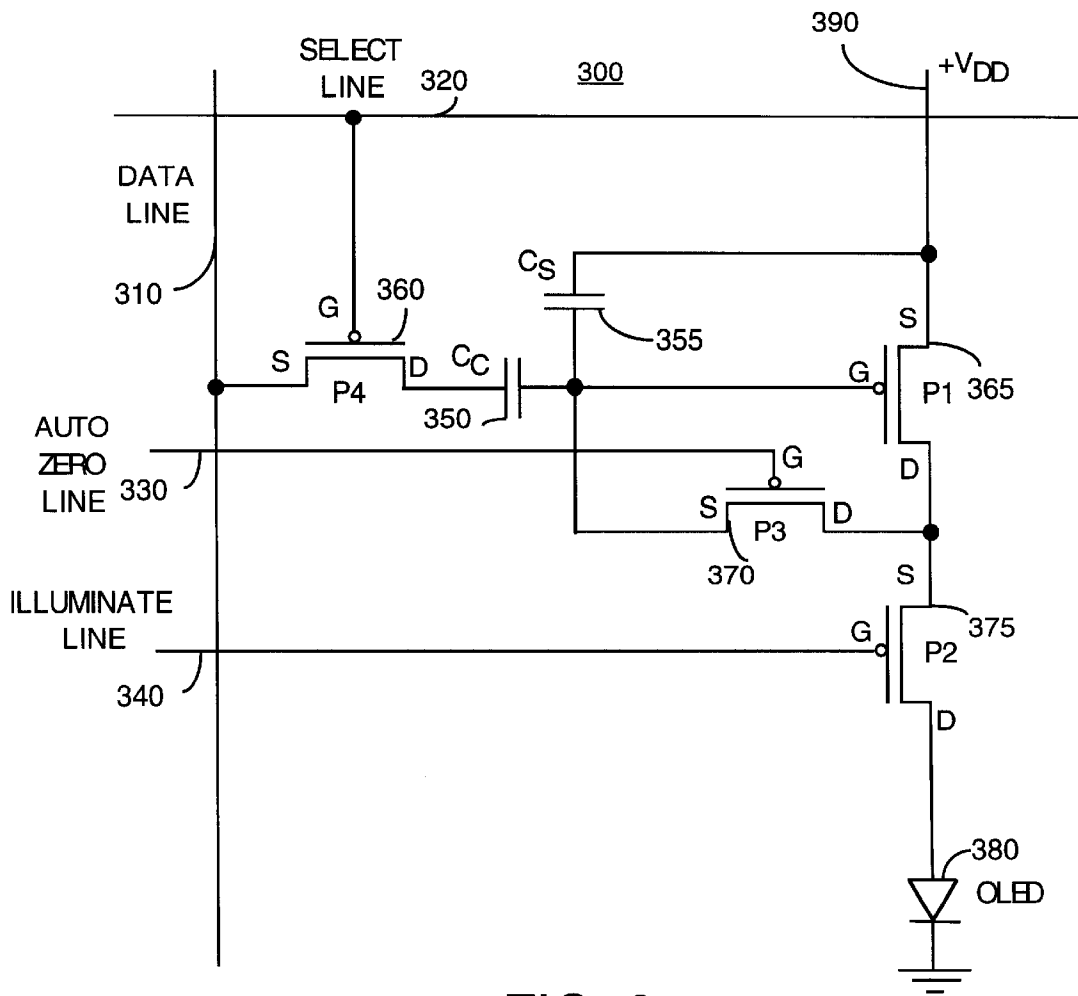 SELECT
LINE
320
300
390
+VDD
DATA
LINE
310
G
360
S
D
P4
CC
350
CS
355
S
G
P1
365
D
AUTO
ZERO
LINE
330
G
S
D
P3
370
S
375
ILLUMINATE
LINE
340
G
P2
D
380
OLED